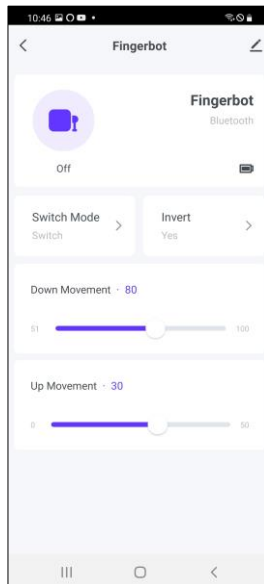 10:46
Fingerbot
Fingerbot
Bluetooth
Off
Switch Mode
Switch
Invert
Yes
Down Movement · 80
51
100
Up Movement · 30
0
50